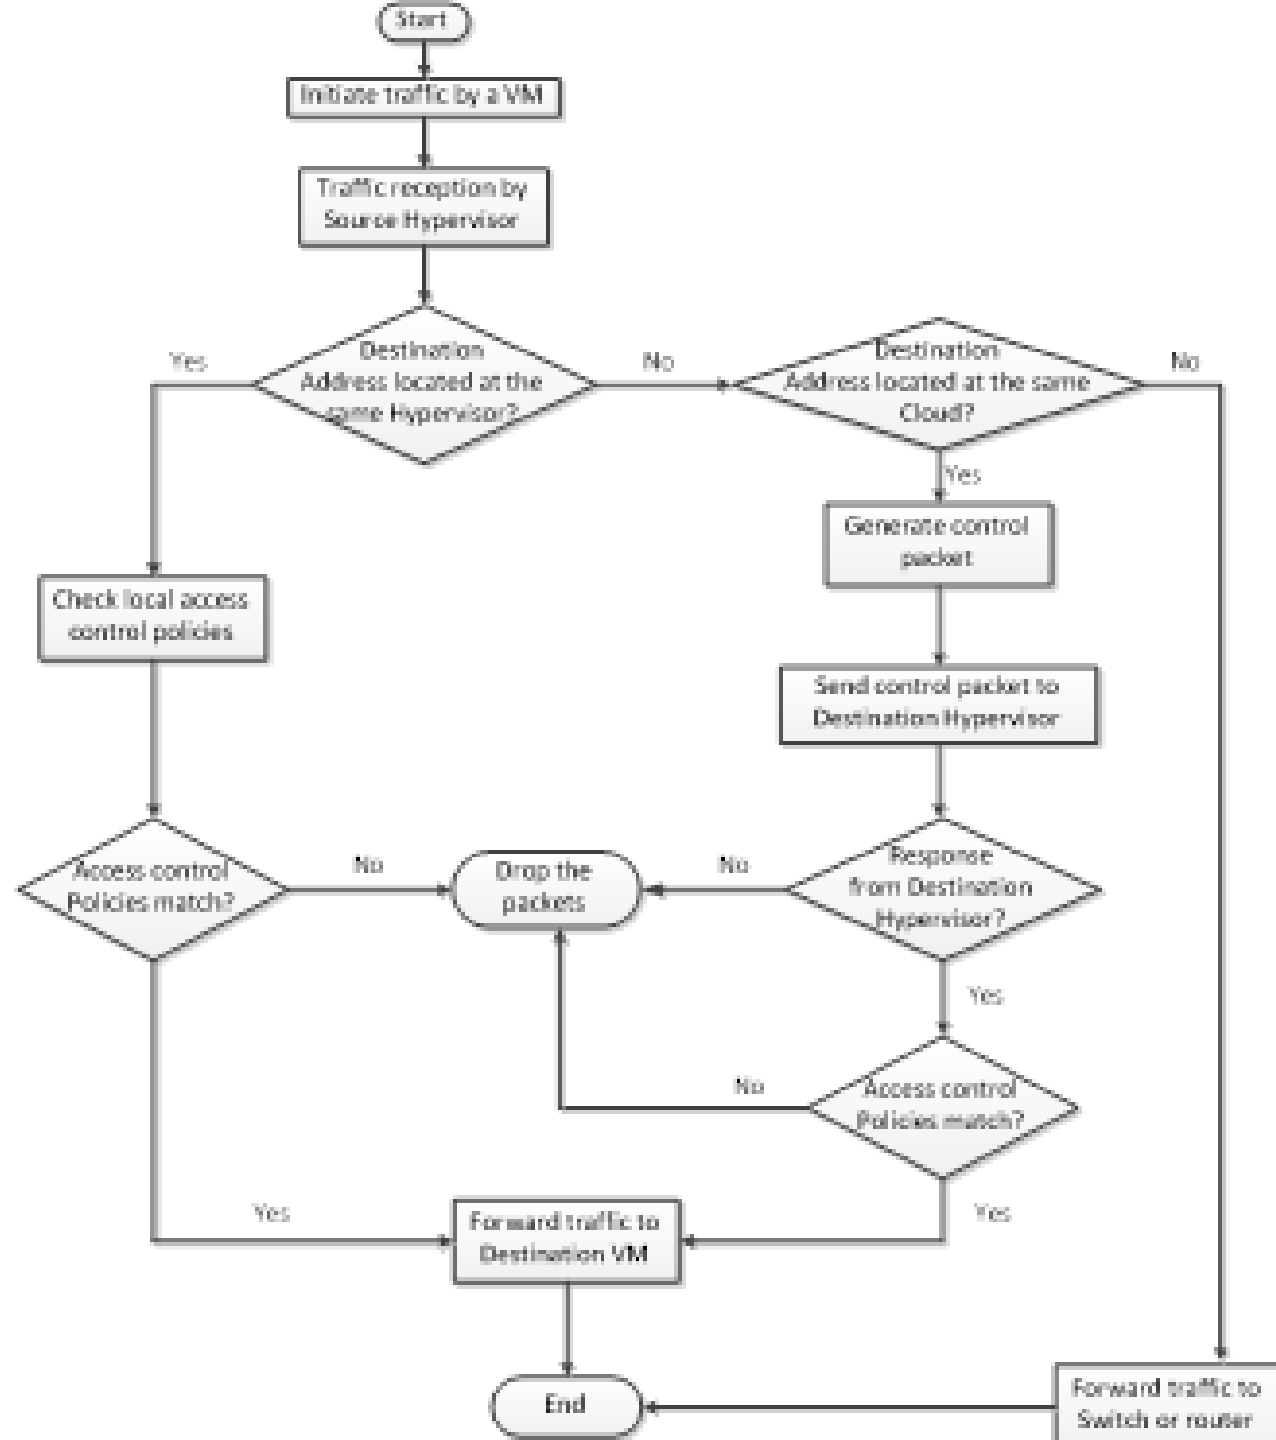 Start
Initiate traffic by a VM
Traffic reception by
Source Hypervisor
Yes
Destination
Address located at the
same Hypervisor?
No
Destination
Address located at the same
Cloud?
No
Yes
Generate control
packet
Check local access
control policies
Send control packet to
Destination Hypervisor
Access control
Policies match?
No
Drop the
packets
No
Response
from Destination
Hypervisor?
Yes
No
Access control
Policies match?
Yes
Forward traffic to
Destination VM
Yes
End
Forward traffic to
Switch or router